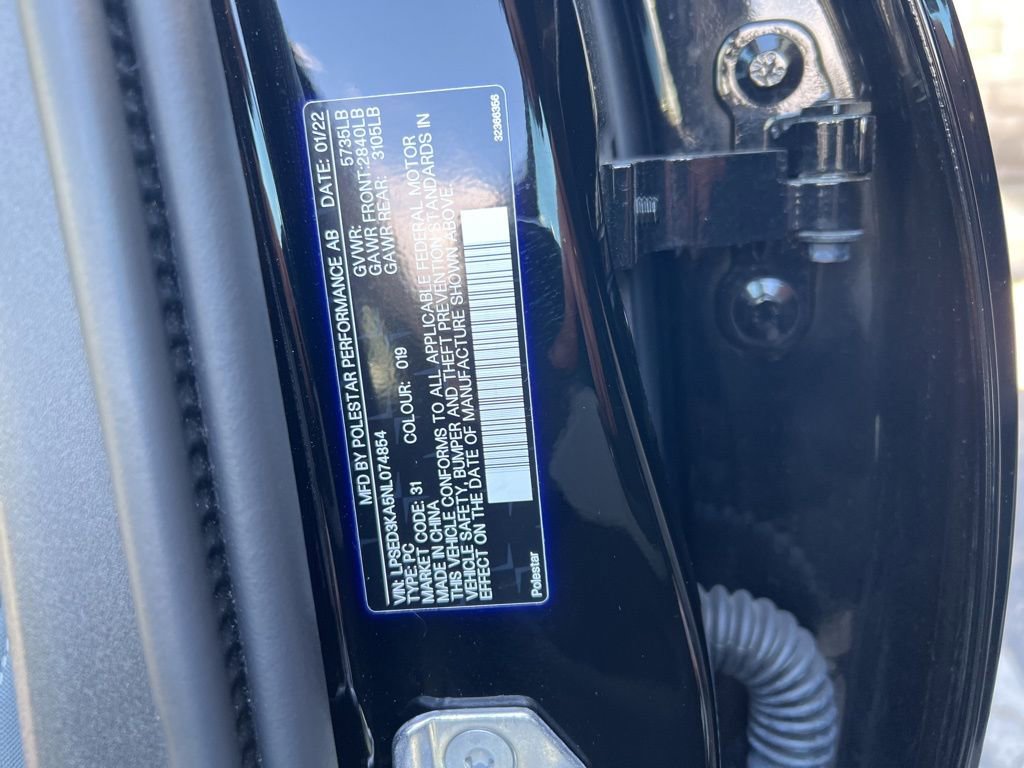 MFD BY POLESTAR PERFORMANCE AB DATE: 01/22
GVWR: 5735LB
GAWR FRONT:2840LB
GAWR REAR: 3105LB
VIN: LPSED3KA5NL074854
TYPE: PC
MARKET CODE: 31 COLOUR: 019
MADE IN CHINA
THIS VEHICLE CONFORMS TO ALL APPLICABLE FEDERAL MOTOR
VEHICLE SAFETY, BUMPER AND THEFT PREVENTION STANDARDS IN
EFFECT ON THE DATE OF MANUFACTURE SHOWN ABOVE.
Polestar
32366356